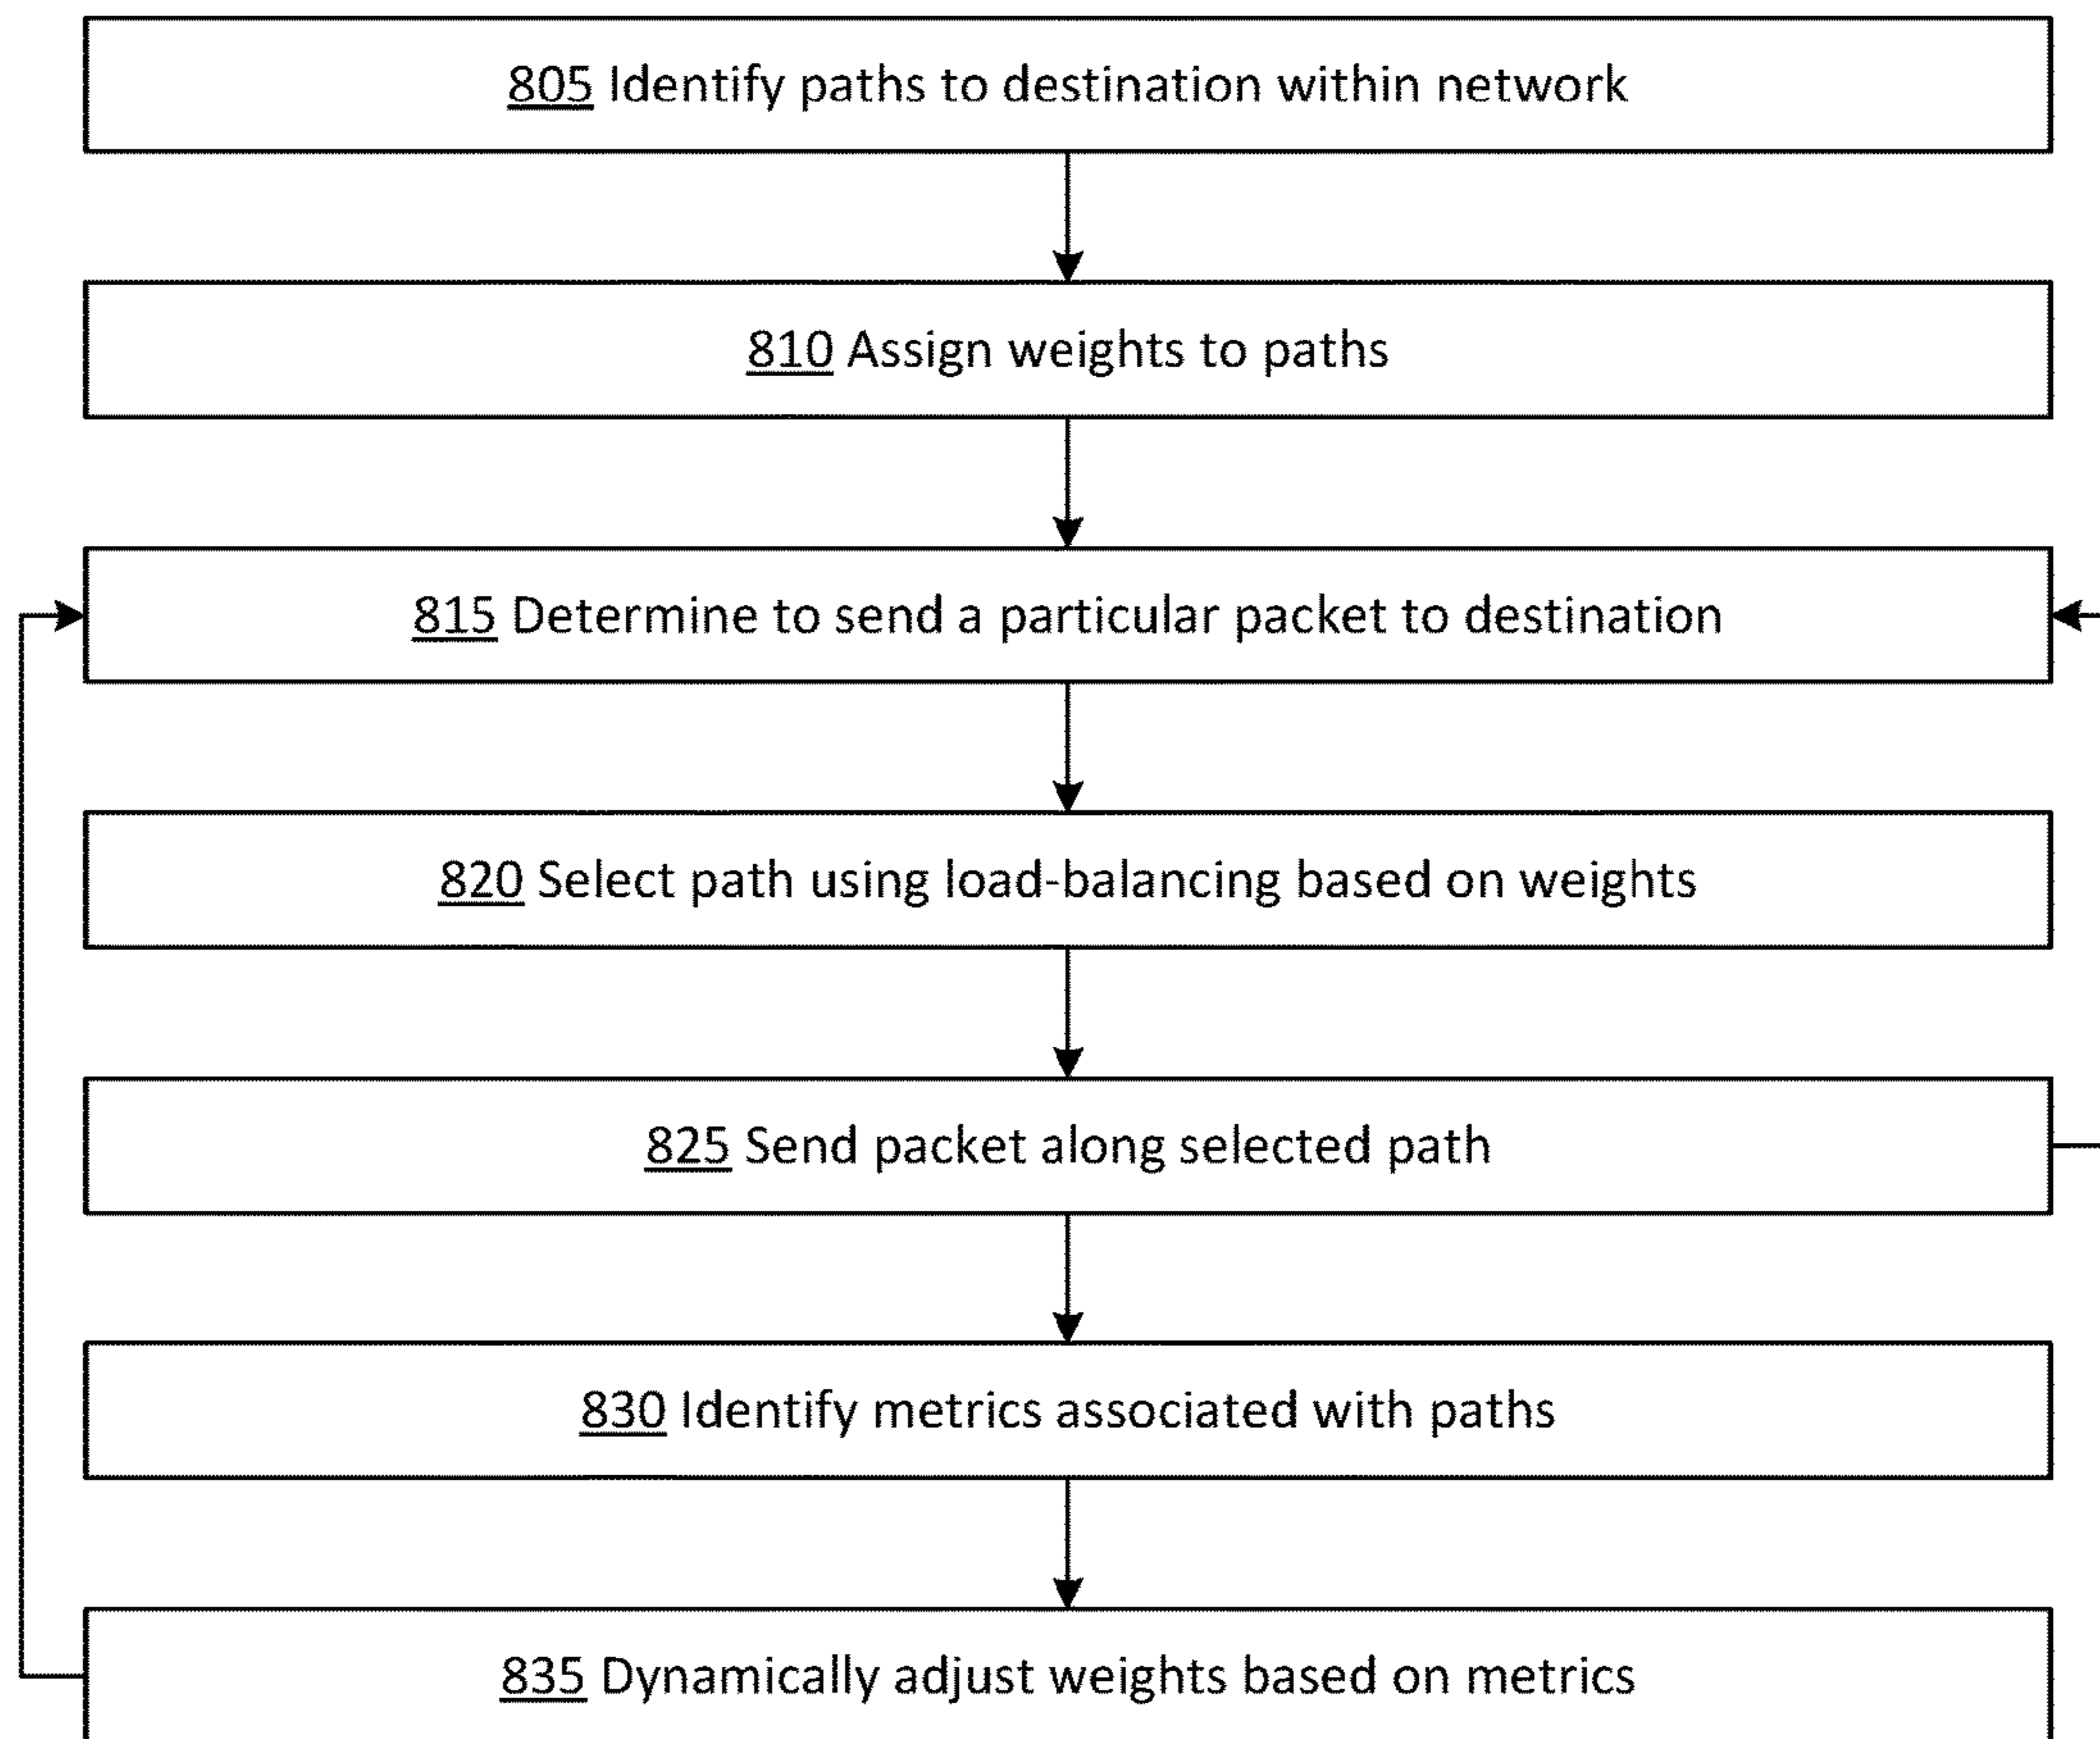 805 Identify paths to destination within network
810 Assign weights to paths
815 Determine to send a particular packet to destination
820 Select path using load-balancing based on weights
825 Send packet along selected path
830 Identify metrics associated with paths
835 Dynamically adjust weights based on metrics